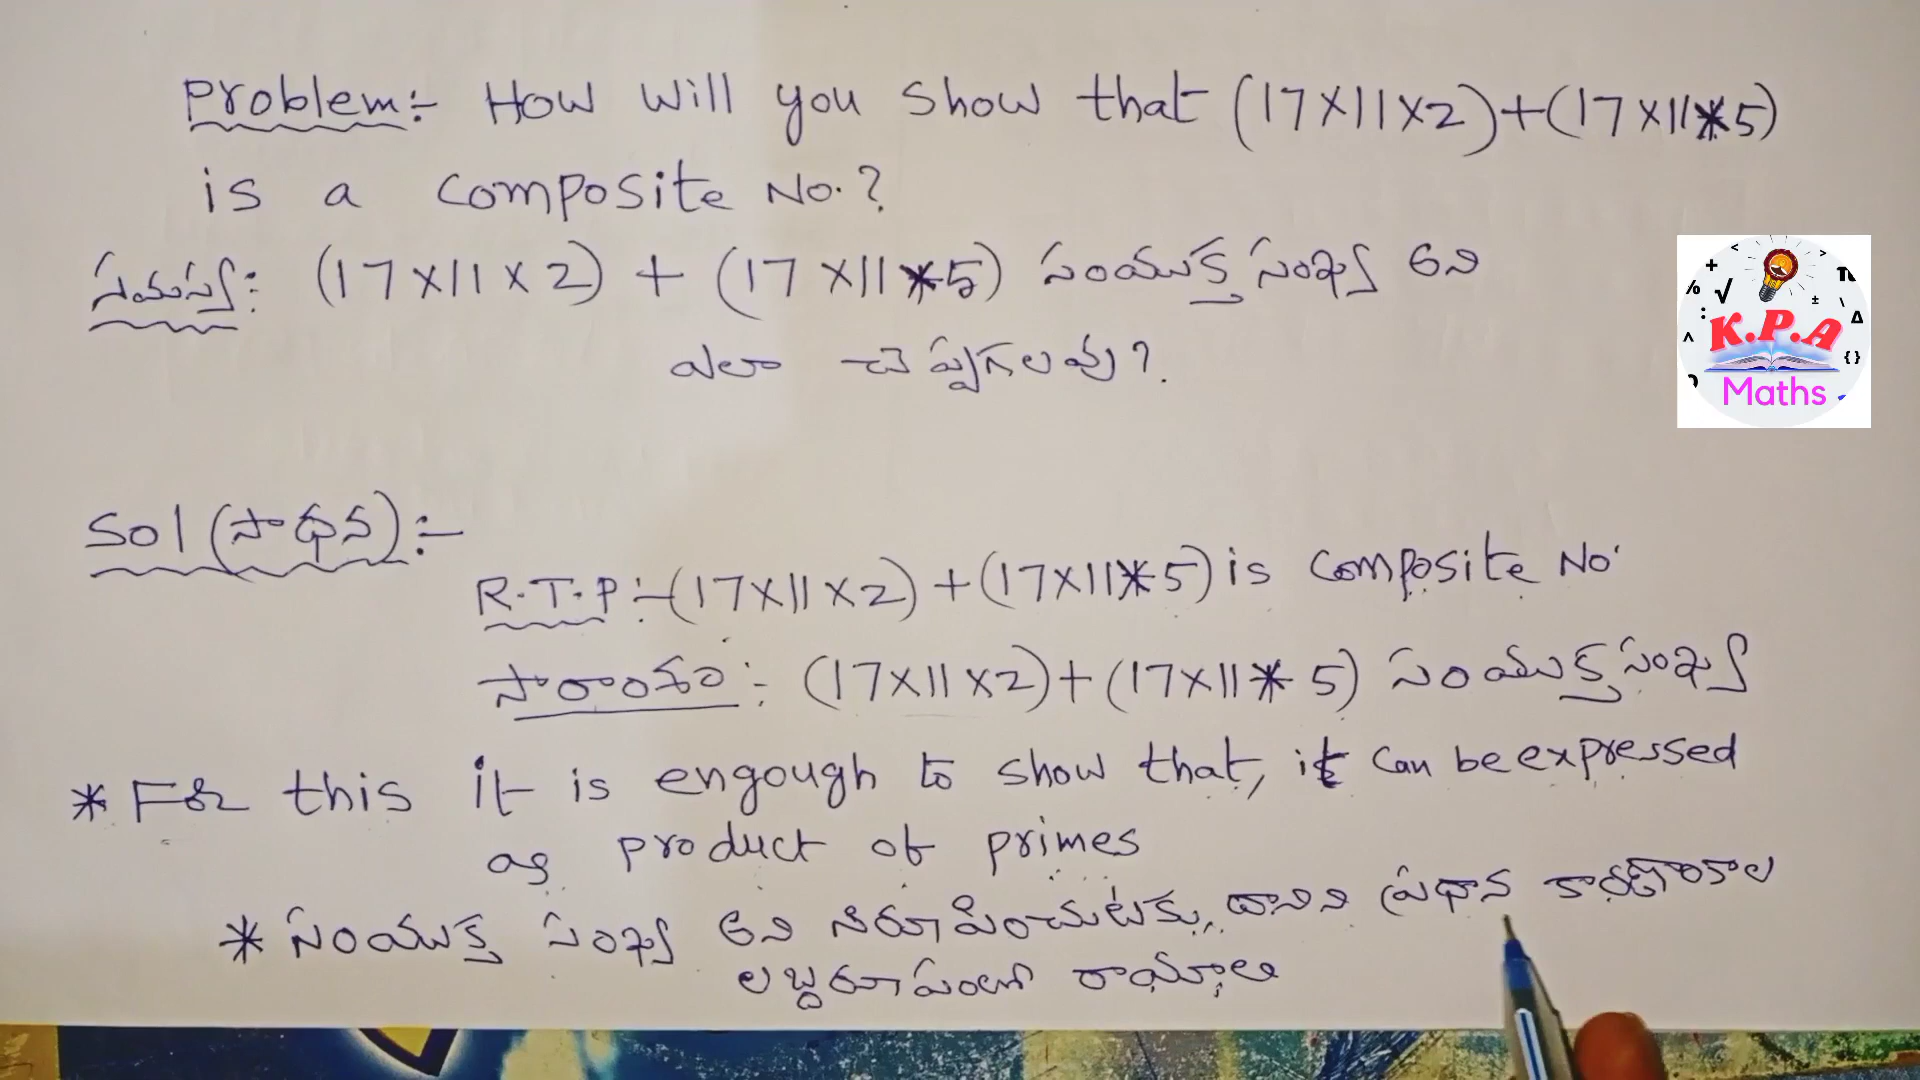 Problem:- How will you show that (17×11×2)+(17×11*5)
is a composite No.?
సమస్య: (17×11×2) + (17×11*5) సంయుక్త సంఖ్య అని
ఎలా చెప్పగలవు?
K.P.A
Maths
Sol (సాధన):-
R.T.P:-(17×11×2)+(17×11*5) is composite No.
సారాంశం:- (17×11×2)+(17×11*5) సంయుక్త సంఖ్య
* For this it is engough to show that, it can be expressed
as product of primes
* సంయుక్త సంఖ్య అని నిరూపించుటకు, దానిని ప్రధాన కారణాంకాల
లబ్దరూపంలో రాయాలి